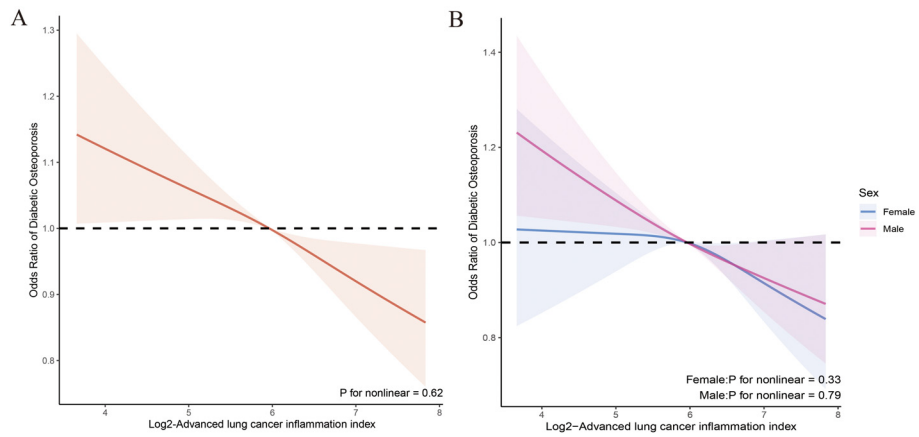 A
Odds Ratio of Diabetic Osteoporosis
1.3
1.2
1.1
1.0
0.9
0.8
P for nonlinear = 0.62
4
5
6
7
8
Log2-Advanced lung cancer inflammation index
B
Odds Ratio of Diabetic Osteoporosis
1.4
1.2
1.0
0.8
Sex
Female
Male
Female:P for nonlinear = 0.33
Male:P for nonlinear = 0.79
4
5
6
7
8
Log2−Advanced lung cancer inflammation index